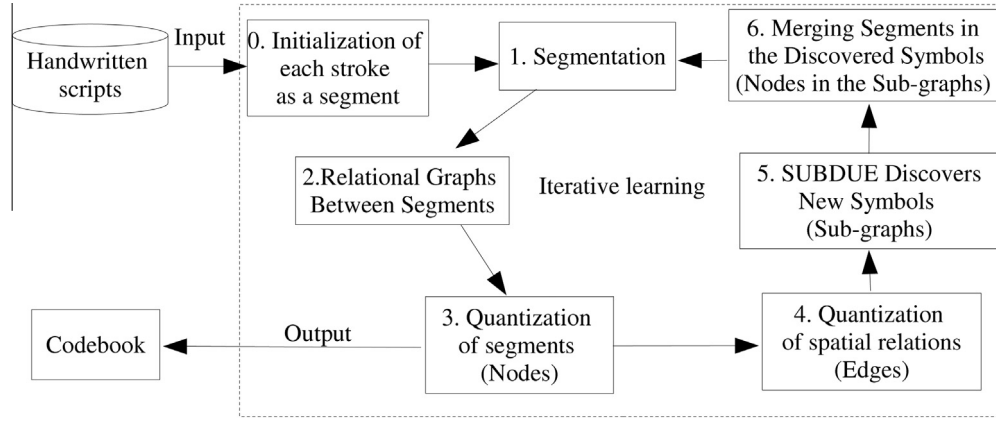 Handwritten
scripts
Input
0. Initialization of
each stroke
as a segment
1. Segmentation
6. Merging Segments in
the Discovered Symbols
(Nodes in the Sub-graphs)
2.Relational Graphs
Between Segments
Iterative learning
5. SUBDUE Discovers
New Symbols
(Sub-graphs)
Codebook
Output
3. Quantization
of segments
(Nodes)
4. Quantization
of spatial relations
(Edges)